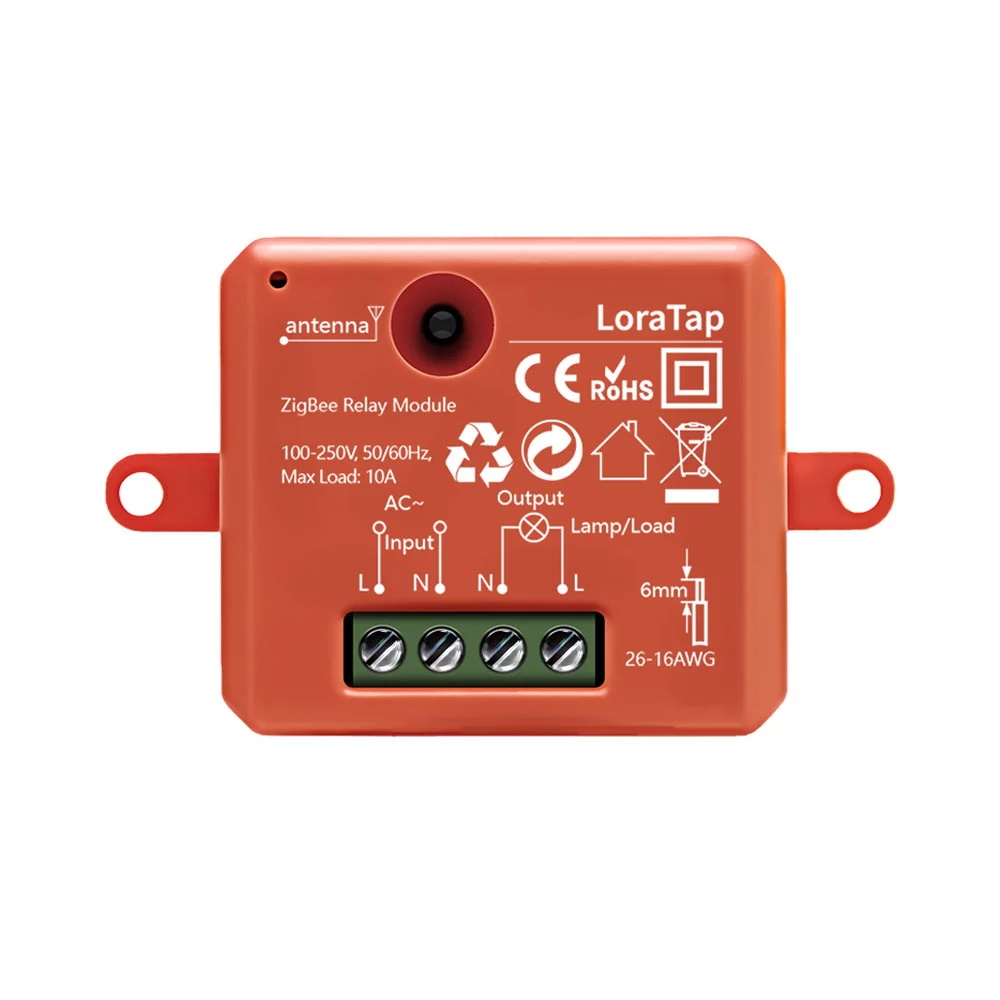 LoraTap
antenna
CE RoHS
ZigBee Relay Module
100-250V, 50/60Hz,
Max Load: 10A
AC~
Input
L N
Output
Lamp/Load
N L
6mm
26-16AWG